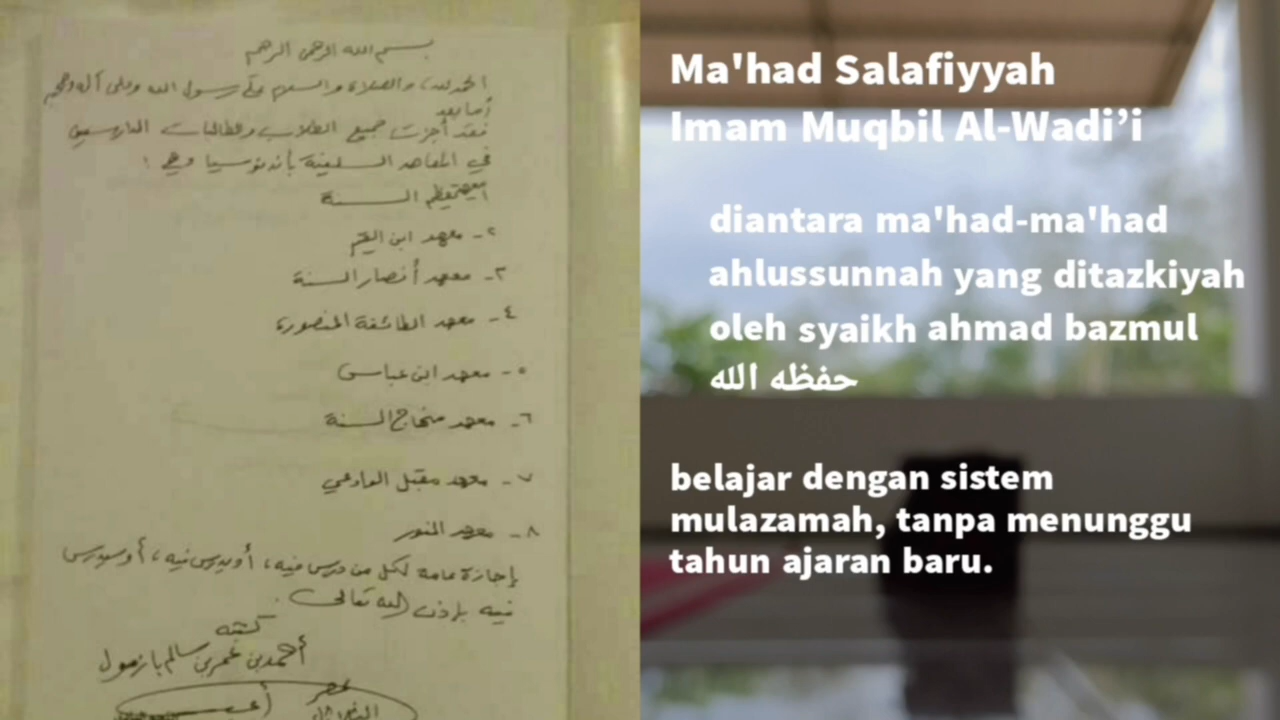 بسم الله الرحمن الرحيم
الحمد لله، والصلاة والسلام على رسول الله وعلى آله وصحبه
أما بعد
فقد أجزت جميع الطلاب والطالبات الدارسين
في المعاهد السلفية بأندونوسيا وهي :
السنة
٢- معهد ابن القيم
٣- معهد أنصار السنة
٤- معهد الطائفة المنصورة
٥- معهد ابن عباس
٦- معهد منهاج السنة
٧- معهد مقبل الوادعي
٨- معهد المنور
إجازة عامة لكل من درس فيه، أو يدرس فيه، أو سيدرس
فيه بإذن الله تعالى .
كتبه
أحمد بن عمر بن سالم بازمول
Ma'had Salafiyyah
Imam Muqbil Al-Wadi’i
diantara ma'had-ma'had
ahlussunnah yang ditazkiyah
oleh syaikh ahmad bazmul
حفظه الله
belajar dengan sistem
mulazamah, tanpa menunggu
tahun ajaran baru.